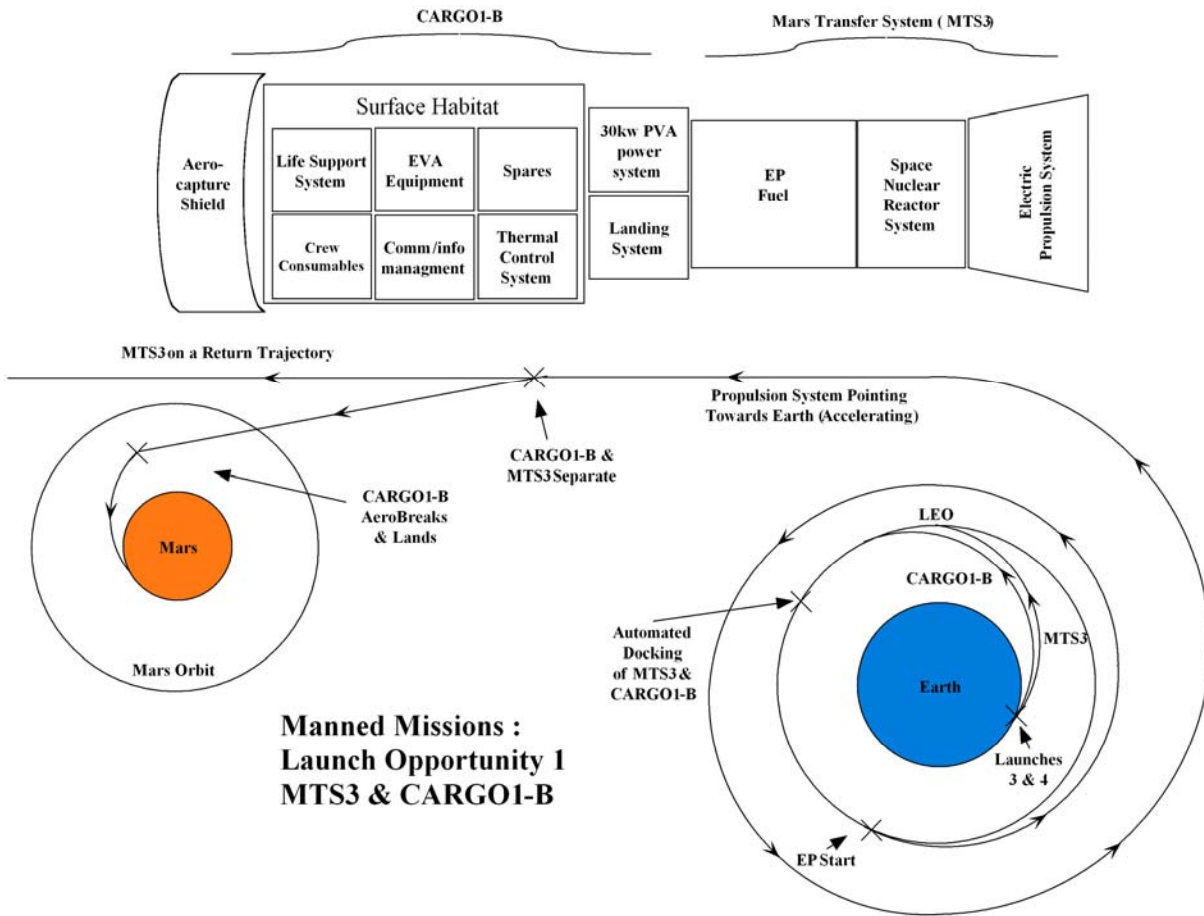 CARGO1-B
Mars Transfer System ( MTS3)
Aero-
capture
Shield
Surface Habitat
Life Support
System
EVA
Equipment
Spares
Crew
Consumables
Comm/info
managment
Thermal
Control
System
30kw PVA
power
system
Landing
System
EP
Fuel
Space
Nuclear
Reactor
System
Electric
Propulsion System
MTS3 on a Return Trajectory
Propulsion System Pointing
Towards Earth (Accelerating)
CARGO1-B &
MTS3 Separate
CARGO1-B
AeroBreaks
& Lands
Mars
Mars Orbit
LEO
CARGO1-B
MTS3
Automated
Docking
of MTS3 &
CARGO1-B
Earth
Launches
3 & 4
EP Start
Manned Missions :
Launch Opportunity 1
MTS3 & CARGO1-B